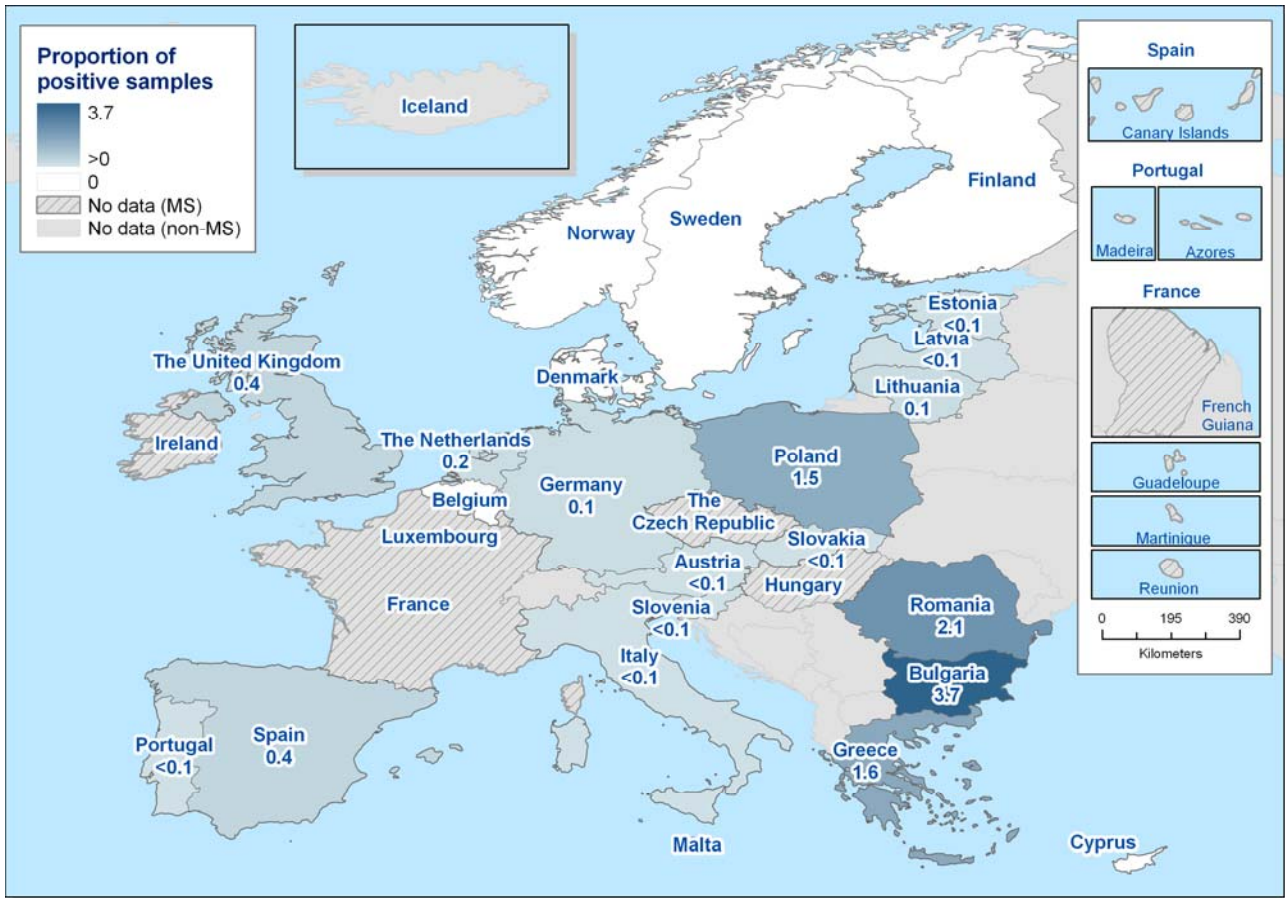 Proportion of
positive samples
3.7
>0
0
No data (MS)
No data (non-MS)
Iceland
Spain
Canary Islands
Portugal
Madeira
Azores
France
French
Guiana
Guadeloupe
Martinique
Reunion
0 195 390
Kilometers
Finland
Sweden
Norway
Estonia
<0.1
Latvia
<0.1
Lithuania
0.1
The United Kingdom
0.4
Denmark
Ireland
The Netherlands
0.2
Belgium
Luxembourg
Germany
0.1
Poland
1.5
The
Czech Republic
Slovakia
<0.1
Austria
<0.1
Hungary
France
Slovenia
<0.1
Romania
2.1
Italy
<0.1
Bulgaria
3.7
Portugal
<0.1
Spain
0.4
Greece
1.6
Malta
Cyprus